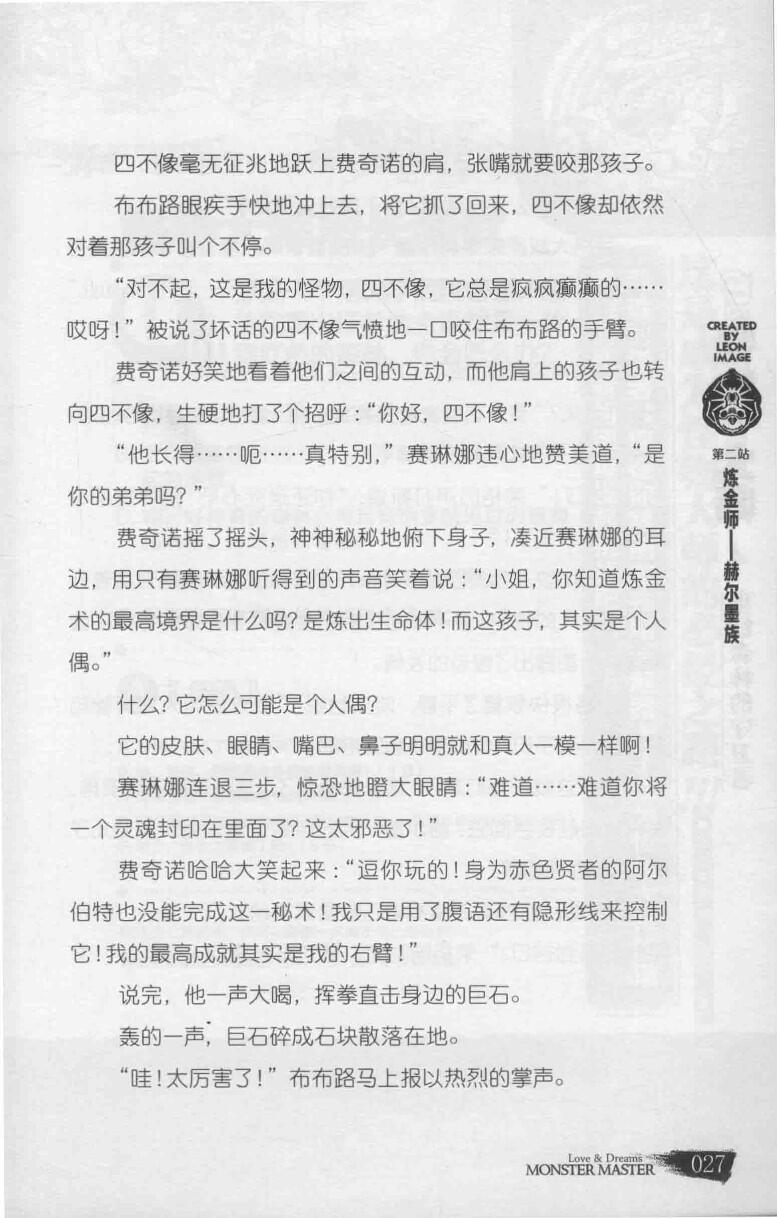 四不像毫无征兆地跃上费奇诺的肩，张嘴就要咬那孩子。
布布路眼疾手快地冲上去，将它抓了回来，四不像却依然
对着那孩子叫个不停。
“对不起，这是我的怪物，四不像，它总是疯疯癫癫的……
哎呀！”被说了坏话的四不像气愤地一口咬住布布路的手臂。
费奇诺好笑地看着他们之间的互动，而他肩上的孩子也转
向四不像，生硬地打了个招呼：“你好，四不像！”
“他长得……呃……真特别，”赛琳娜违心地赞美道，“是
你的弟弟吗？”
费奇诺摇了摇头，神神秘秘地俯下身子，凑近赛琳娜的耳
边，用只有赛琳娜听得到的声音笑着说：“小姐，你知道炼金
术的最高境界是什么吗？是炼出生命体！而这孩子，其实是个人
偶。”
什么？它怎么可能是个人偶？
它的皮肤、眼睛、嘴巴、鼻子明明就和真人一模一样啊！
赛琳娜连退三步，惊恐地瞪大眼睛：“难道……难道你将
一个灵魂封印在里面了？这太邪恶了！”
费奇诺哈哈大笑起来：“逗你玩的！身为赤色贤者的阿尔
伯特也没能完成这一秘术！我只是用了腹语还有隐形线来控制
它！我的最高成就其实是我的右臂！”
说完，他一声大喝，挥拳直击身边的巨石。
轰的一声，巨石碎成石块散落在地。
“哇！太厉害了！”布布路马上报以热烈的掌声。
CREATED
BY
LEON
IMAGE
第二站
炼金师——赫尔墨族
Love & Dreams
MONSTER MASTER
027